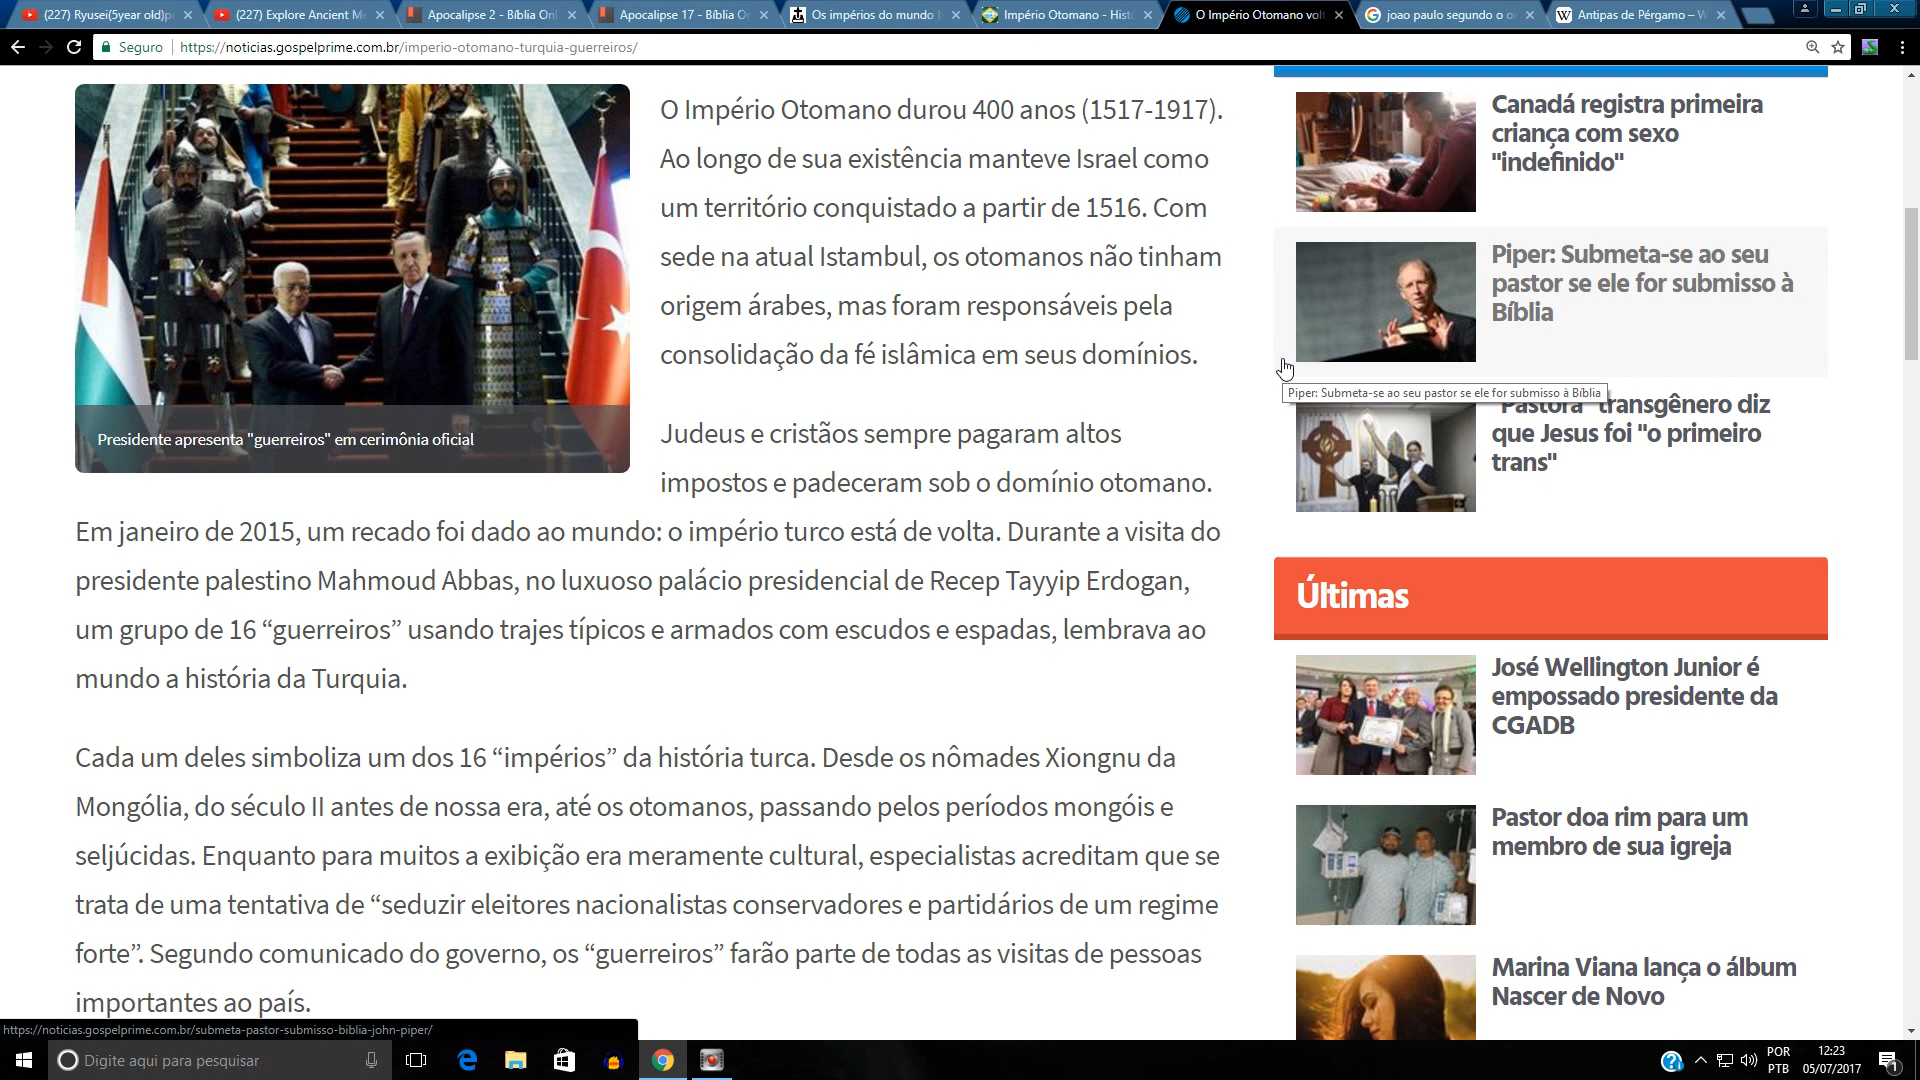 (227) Ryusei(5year old)p
(227) Explore Ancient M
Apocalipse 2 - Bíblia Onl
Apocalipse 17 - Bíblia O
Os impérios do mundo b
Império Otomano - Hist
O Império Otomano volt
joao paulo segundo o o
Antipas de Pérgamo – W
Seguro
https://noticias.gospelprime.com.br/imperio-otomano-turquia-guerreiros/
Presidente apresenta "guerreiros" em cerimônia oficial
O Império Otomano durou 400 anos (1517-1917).
Ao longo de sua existência manteve Israel como
um território conquistado a partir de 1516. Com
sede na atual Istambul, os otomanos não tinham
origem árabes, mas foram responsáveis pela
consolidação da fé islâmica em seus domínios.
Judeus e cristãos sempre pagaram altos
impostos e padeceram sob o domínio otomano.
Em janeiro de 2015, um recado foi dado ao mundo: o império turco está de volta. Durante a visita do
presidente palestino Mahmoud Abbas, no luxuoso palácio presidencial de Recep Tayyip Erdogan,
um grupo de 16 “guerreiros” usando trajes típicos e armados com escudos e espadas, lembrava ao
mundo a história da Turquia.
Cada um deles simboliza um dos 16 “impérios” da história turca. Desde os nômades Xiongnu da
Mongólia, do século II antes de nossa era, até os otomanos, passando pelos períodos mongóis e
seljúcidas. Enquanto para muitos a exibição era meramente cultural, especialistas acreditam que se
trata de uma tentativa de “seduzir eleitores nacionalistas conservadores e partidários de um regime
forte”. Segundo comunicado do governo, os “guerreiros” farão parte de todas as visitas de pessoas
importantes ao país.
Canadá registra primeira
criança com sexo
"indefinido"
Piper: Submeta-se ao seu
pastor se ele for submisso à
Bíblia
Piper: Submeta-se ao seu pastor se ele for submisso à Bíblia
"Pastora" transgênero diz
que Jesus foi "o primeiro
trans"
Últimas
José Wellington Junior é
empossado presidente da
CGADB
Pastor doa rim para um
membro de sua igreja
Marina Viana lança o álbum
Nascer de Novo
https://noticias.gospelprime.com.br/submeta-pastor-submisso-biblia-john-piper/
Digite aqui para pesquisar
POR
PTB
12:23
05/07/2017
1